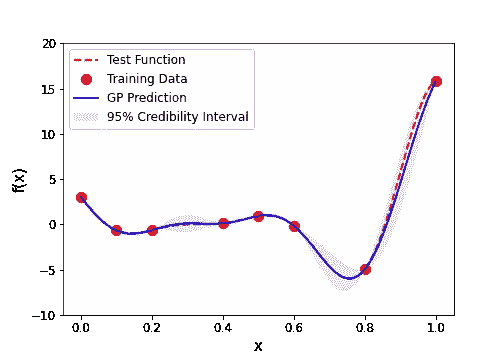 20
15
10
5
0
−5
−10
f(x)
Test Function
Training Data
GP Prediction
95% Credibility Interval
0.0 0.2 0.4 0.6 0.8 1.0
x